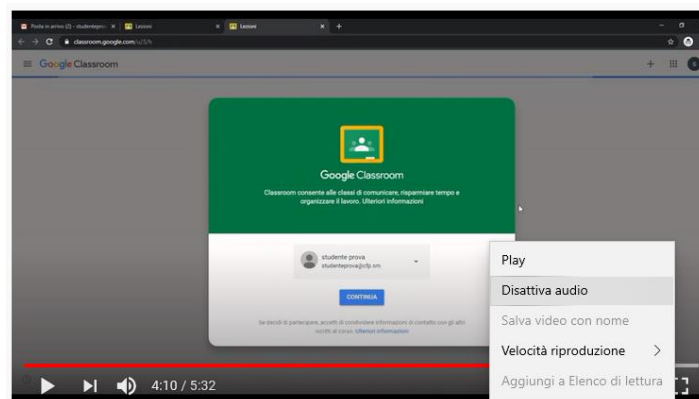 Posta in arrivo (2) - studentepro
Lezioni
Lezioni
classroom.google.com/u/3/h
Google Classroom
Google Classroom
Classroom consente alle classi di comunicare, risparmiare tempo e
organizzare il lavoro. Ulteriori informazioni
studente prova
studenteprova@cfp.sm
CONTINUA
Se decidi di partecipare, accetti di condividere informazioni di contatto con gli altri
iscritti al corso. Ulteriori informazioni
Play
Disattiva audio
Salva video con nome
Velocità riproduzione
Aggiungi a Elenco di lettura
4:10 / 5:32